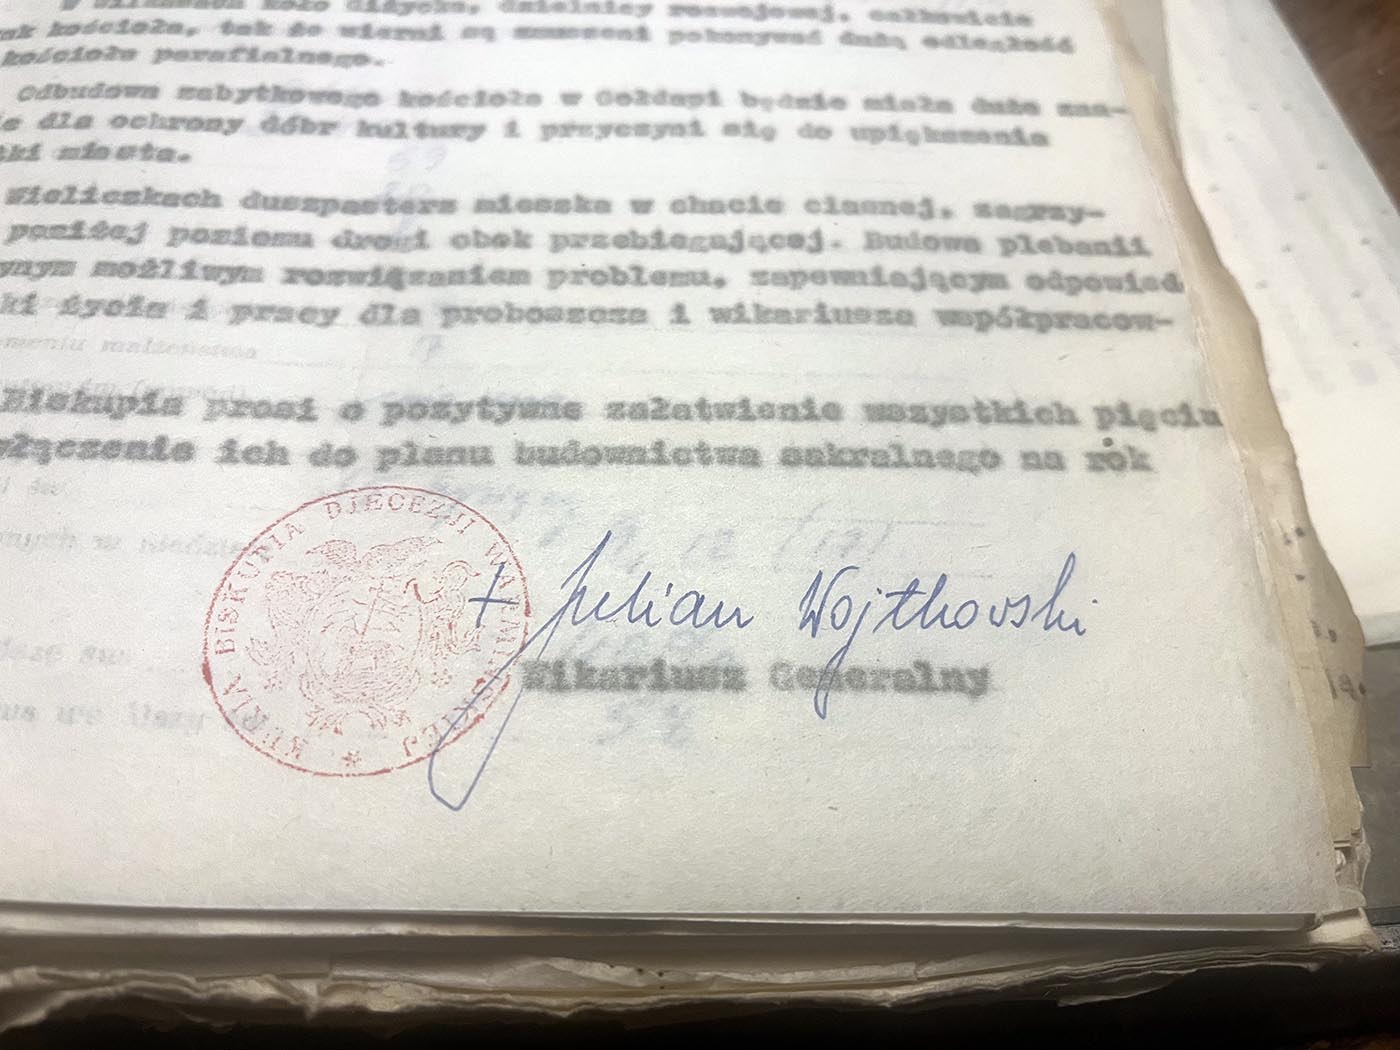 W Wilkasach koło Giżycka, dzielnicy rozwojowej, całkowicie
ak kościoła, tak że wierni są zmuszeni pokonywać dużą odległość
kościoła parafialnego.
Odbudowa zabytkowego kościoła w Gołdapi będzie miała duże zna-
e dla ochrony dóbr kultury i przyczyni się do upiększenia
ki miasta.
Wieliczkach duszpasterz mieszka w chacie ciasnej, zagrzy-
poniżej poziomu drogi obok przebiegającej. Budowa plebanii
ynym możliwym rozwiązaniem problemu, zapewniającym odpowied
ki życia i pracy dla proboszcza i wikariusza współpracow-
Biskupia prosi o pozytywne załatwienie wszystkich pięciu
włączenie ich do planu budownictwa sakralnego na rok
KURIA BISKUPIA DIECEZJI WARMIŃSKIEJ
+ Julian Wojtkowski
Wikariusz Generalny